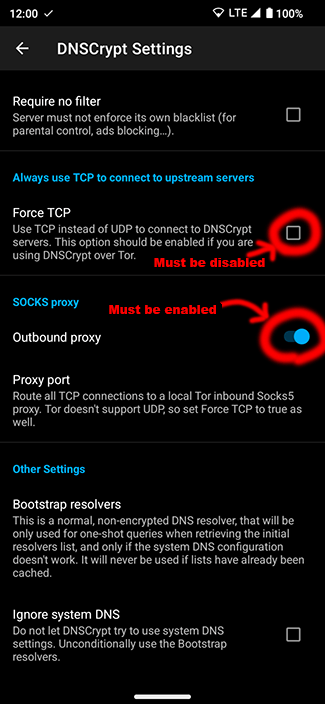 12:00 LTE 100%
DNSCrypt Settings
Require no filter
Server must not enforce its own blacklist (for
parental control, ads blocking…).
Always use TCP to connect to upstream servers
Force TCP
Use TCP instead of UDP to connect to DNSCrypt
servers. This option should be enabled if you are
using DNSCrypt over Tor.
Must be disabled
SOCKS proxy
Must be enabled
Outbound proxy
Proxy port
Route all TCP connections to a local Tor inbound Socks5
proxy. Tor doesn't support UDP, so set Force TCP to true as
well.
Other Settings
Bootstrap resolvers
This is a normal, non-encrypted DNS resolver, that will be
only used for one-shot queries when retrieving the initial
resolvers list, and only if the system DNS configuration
doesn't work. It will never be used if lists have already been
cached.
Ignore system DNS
Do not let DNSCrypt try to use system DNS
settings. Unconditionally use the Bootstrap
resolvers.